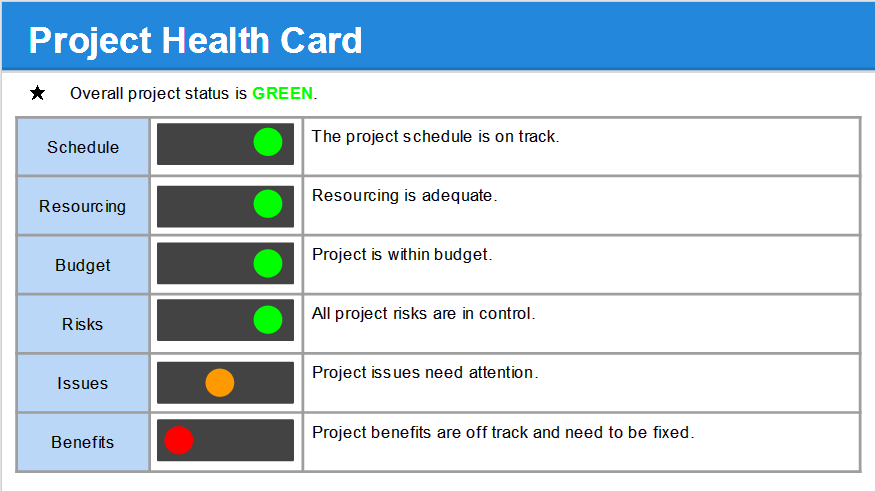 Project Health Card
★ Overall project status is GREEN.
Schedule
The project schedule is on track.
Resourcing
Resourcing is adequate.
Budget
Project is within budget.
Risks
All project risks are in control.
Issues
Project issues need attention.
Benefits
Project benefits are off track and need to be fixed.